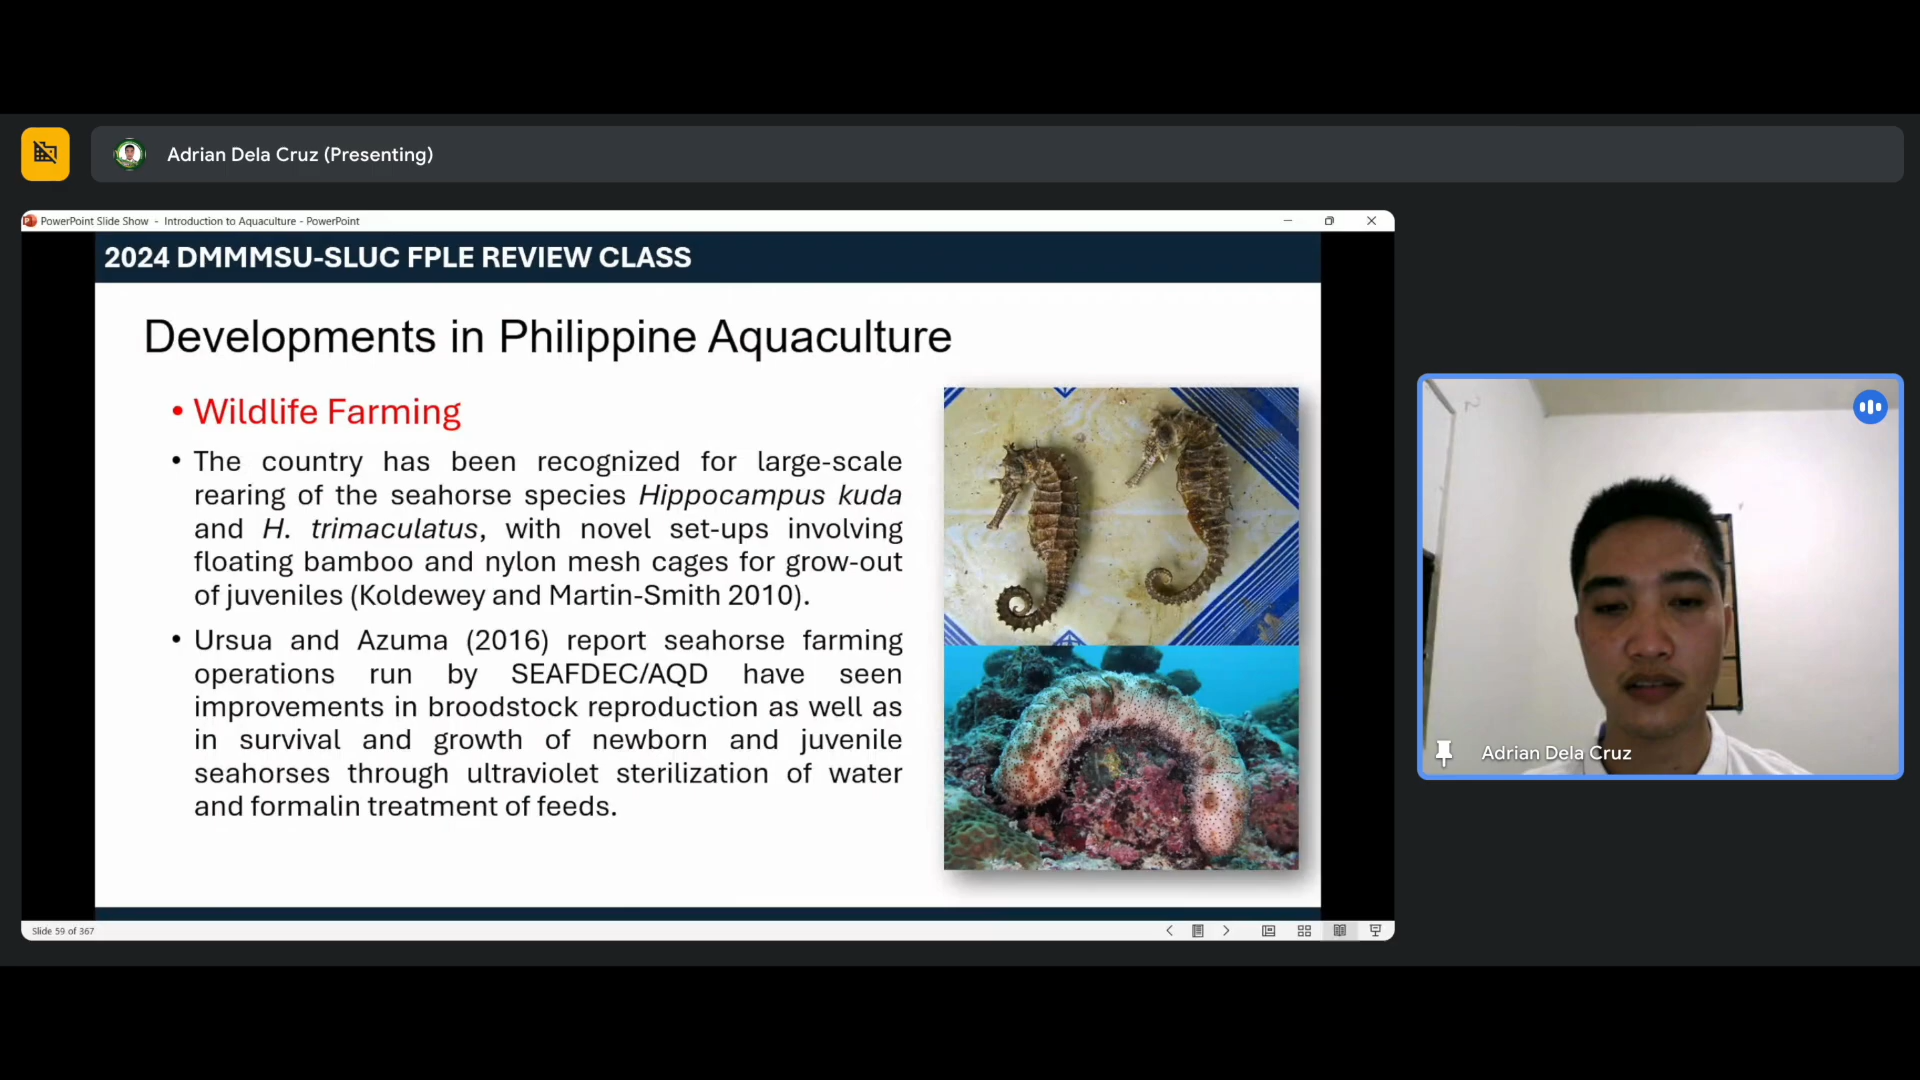 Adrian Dela Cruz (Presenting)
PowerPoint Slide Show - Introduction to Aquaculture - PowerPoint
2024 DMMMSU-SLUC FPLE REVIEW CLASS
Developments in Philippine Aquaculture
• Wildlife Farming
• The country has been recognized for large-scale
rearing of the seahorse species Hippocampus kuda
and H. trimaculatus, with novel set-ups involving
floating bamboo and nylon mesh cages for grow-out
of juveniles (Koldewey and Martin-Smith 2010).
• Ursua and Azuma (2016) report seahorse farming
operations run by SEAFDEC/AQD have seen
improvements in broodstock reproduction as well as
in survival and growth of newborn and juvenile
seahorses through ultraviolet sterilization of water
and formalin treatment of feeds.
Slide 59 of 367
Adrian Dela Cruz